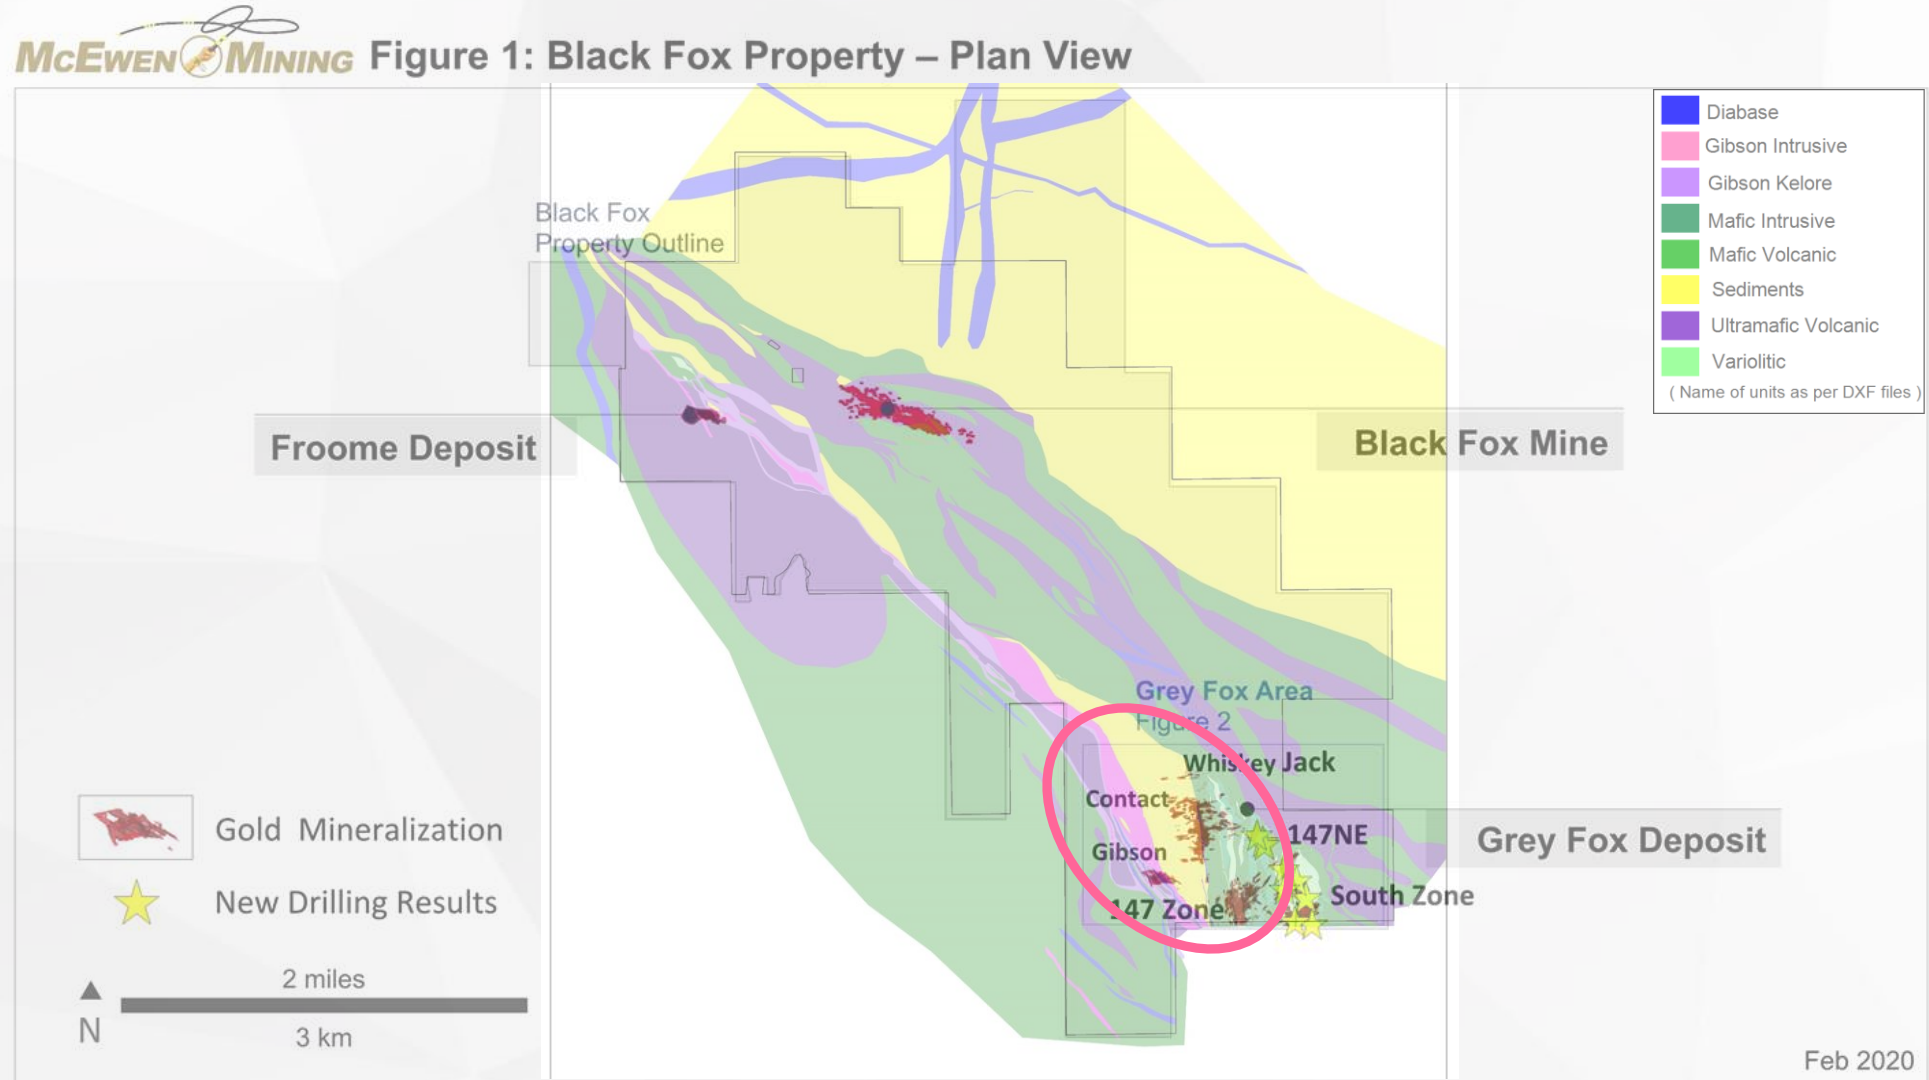 McEWEN MINING Figure 1: Black Fox Property – Plan View
Diabase
Gibson Intrusive
Gibson Kelore
Mafic Intrusive
Mafic Volcanic
Sediments
Ultramafic Volcanic
Variolitic
( Name of units as per DXF files )
Black Fox
Property Outline
Froome Deposit
Black Fox Mine
Grey Fox Area
Figure 2
Whiskey Jack
Contact
147NE
Grey Fox Deposit
Gibson
South Zone
147 Zone
Gold Mineralization
New Drilling Results
2 miles
N
3 km
Feb 2020